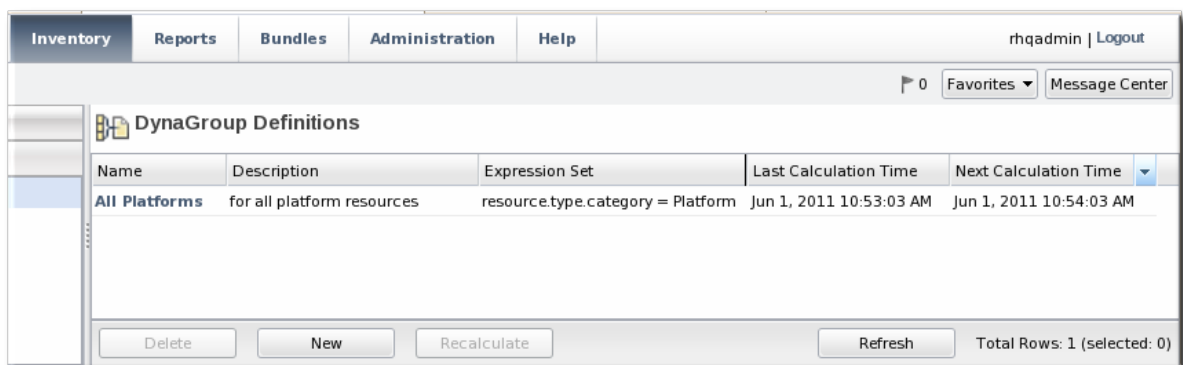 Inventory Reports Bundles Administration Help rhqadmin | Logout
0 Favorites Message Center
DynaGroup Definitions
Name Description Expression Set Last Calculation Time Next Calculation Time
All Platforms for all platform resources resource.type.category = Platform Jun 1, 2011 10:53:03 AM Jun 1, 2011 10:54:03 AM
Delete New Recalculate Refresh Total Rows: 1 (selected: 0)